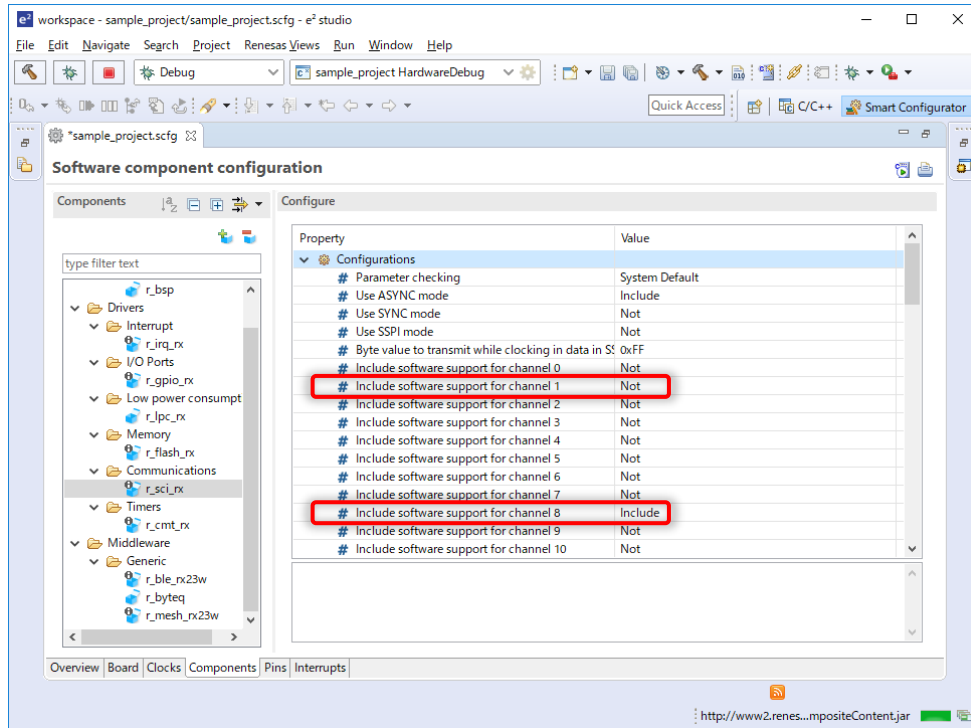 workspace - sample_project/sample_project.scfg - e² studio
File Edit Navigate Search Project Renesas Views Run Window Help
Debug
sample_project HardwareDebug
Quick Access
C/C++
Smart Configurator
*sample_project.scfg
Software component configuration
Components
Configure
type filter text
r_bsp
Drivers
Interrupt
r_irq_rx
I/O Ports
r_gpio_rx
Low power consumpt
r_lpc_rx
Memory
r_flash_rx
Communications
r_sci_rx
Timers
r_cmt_rx
Middleware
Generic
r_ble_rx23w
r_byteq
r_mesh_rx23w
Property Value
Configurations
# Parameter checking System Default
# Use ASYNC mode Include
# Use SYNC mode Not
# Use SSPI mode Not
# Byte value to transmit while clocking in data in SS 0xFF
# Include software support for channel 0 Not
# Include software support for channel 1 Not
# Include software support for channel 2 Not
# Include software support for channel 3 Not
# Include software support for channel 4 Not
# Include software support for channel 5 Not
# Include software support for channel 6 Not
# Include software support for channel 7 Not
# Include software support for channel 8 Include
# Include software support for channel 9 Not
# Include software support for channel 10 Not
Overview Board Clocks Components Pins Interrupts
http://www2.renes...mpositeContent.jar